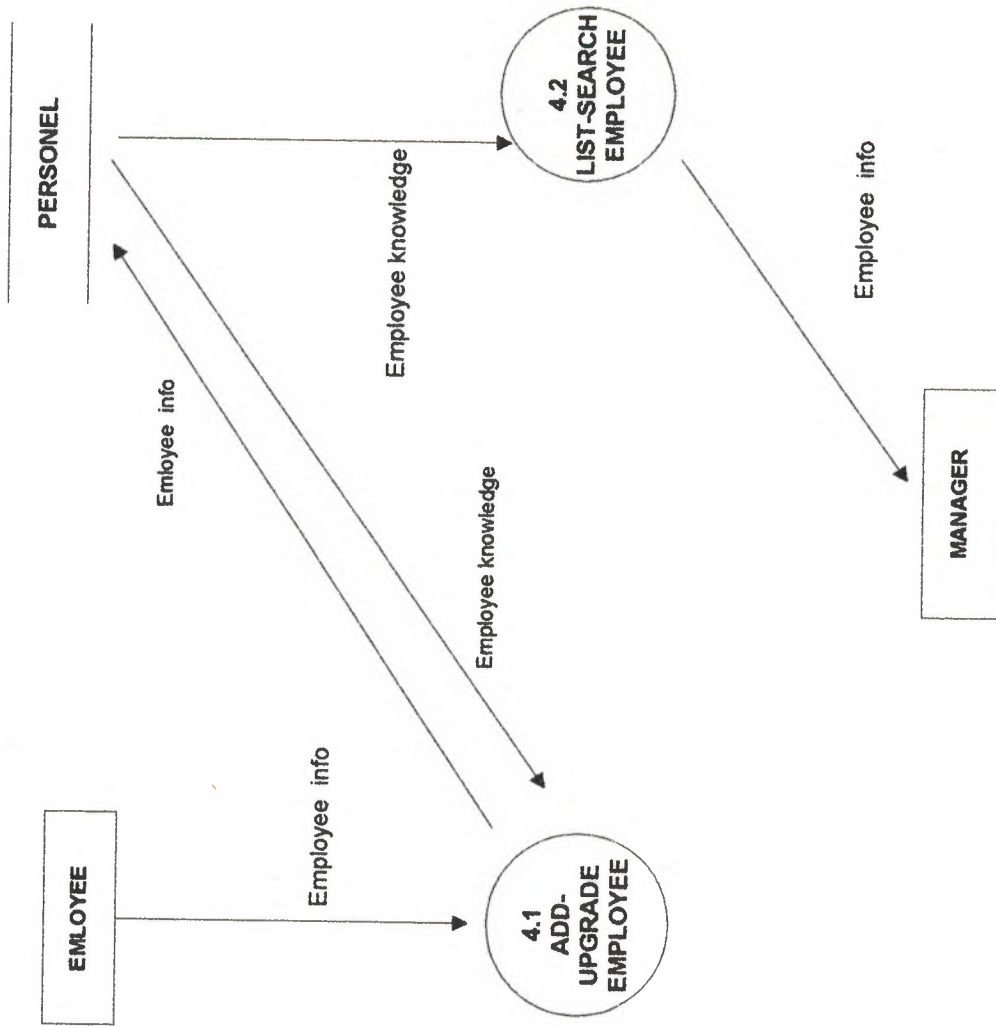 EMLOYEE
PERSONEL
Emloyee info
Employee info
Employee knowledge
Employee knowledge
4.1
ADD-
UPGRADE
EMPLOYEE
4.2
LIST-SEARCH
EMPLOYEE
Employee info
MANAGER